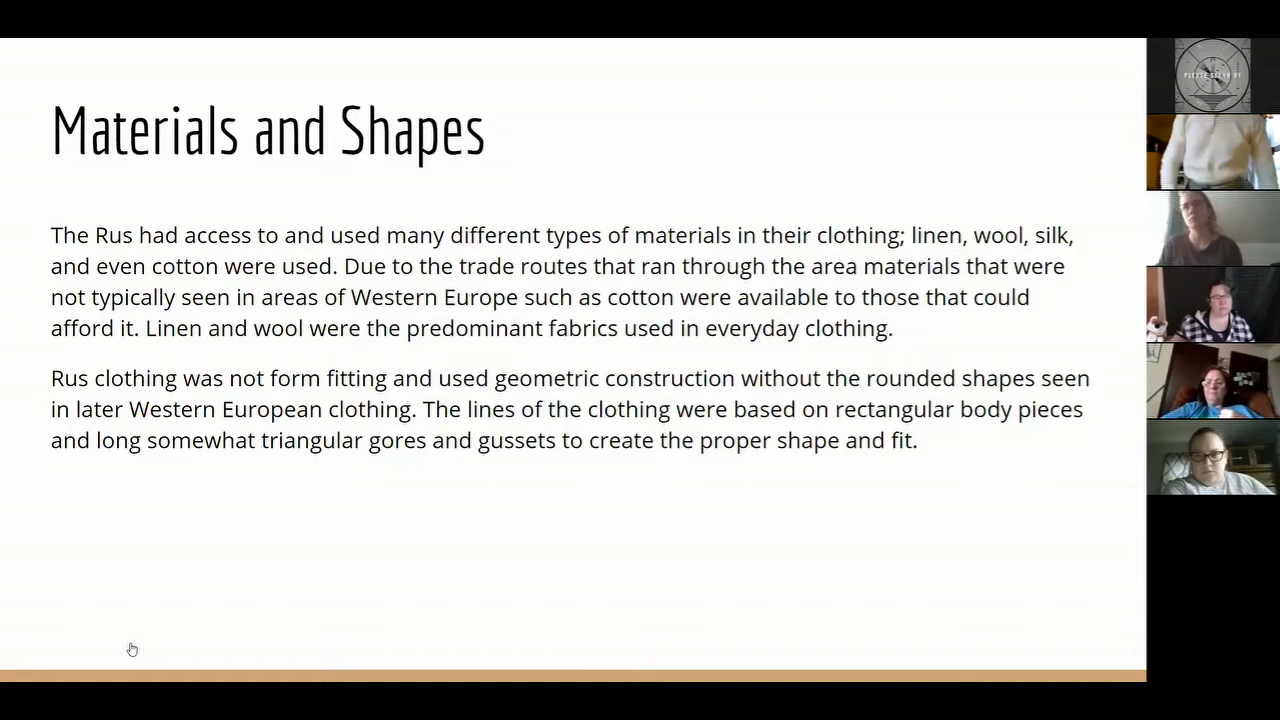 Materials and Shapes
The Rus had access to and used many different types of materials in their clothing; linen, wool, silk,
and even cotton were used. Due to the trade routes that ran through the area materials that were
not typically seen in areas of Western Europe such as cotton were available to those that could
afford it. Linen and wool were the predominant fabrics used in everyday clothing.
Rus clothing was not form fitting and used geometric construction without the rounded shapes seen
in later Western European clothing. The lines of the clothing were based on rectangular body pieces
and long somewhat triangular gores and gussets to create the proper shape and fit.
PLEASE STAND BY